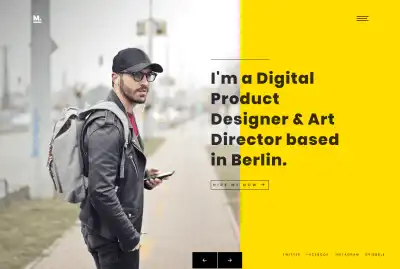 M.
I'm a Digital
Product
Designer & Art
Director based
in Berlin.
HIRE ME NOW →
← →
TWITTER FACEBOOK INSTAGRAM DRIBBBLE